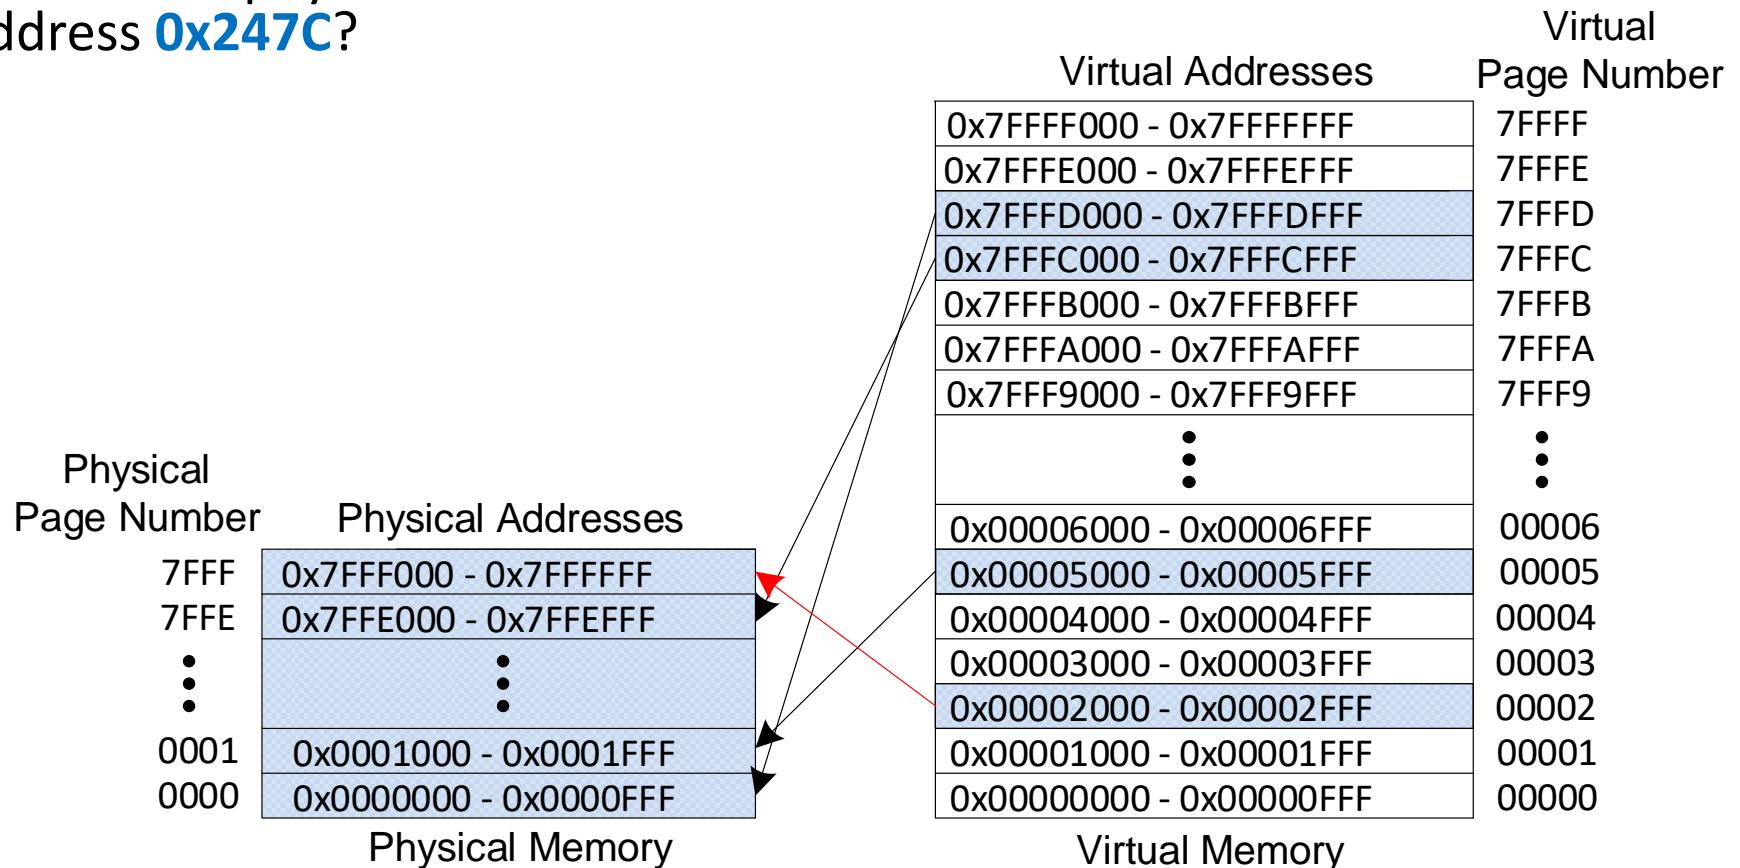 ddress 0x247C?
Virtual
Page Number
Virtual Addresses
0x7FFFF000 - 0x7FFFFFFF 7FFFF
0x7FFFE000 - 0x7FFFEFFF 7FFFE
0x7FFFD000 - 0x7FFFDFFF 7FFFD
0x7FFFC000 - 0x7FFFCFFF 7FFFC
0x7FFFB000 - 0x7FFFBFFF 7FFFB
0x7FFFA000 - 0x7FFFAFFF 7FFFA
0x7FFF9000 - 0x7FFF9FFF 7FFF9
0x00006000 - 0x00006FFF 00006
0x00005000 - 0x00005FFF 00005
0x00004000 - 0x00004FFF 00004
0x00003000 - 0x00003FFF 00003
0x00002000 - 0x00002FFF 00002
0x00001000 - 0x00001FFF 00001
0x00000000 - 0x00000FFF 00000
Virtual Memory
Physical
Page Number
Physical Addresses
7FFF 0x7FFF000 - 0x7FFFFFF
7FFE 0x7FFE000 - 0x7FFEFFF
0001 0x0001000 - 0x0001FFF
0000 0x0000000 - 0x0000FFF
Physical Memory